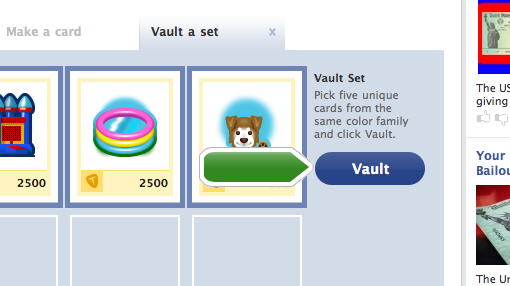 Make a card
Vault a set
x
Vault Set
Pick five unique
cards from the
same color family
and click Vault.
2500
T
2500
Vault
The US
giving
Your
Bailou
The Un